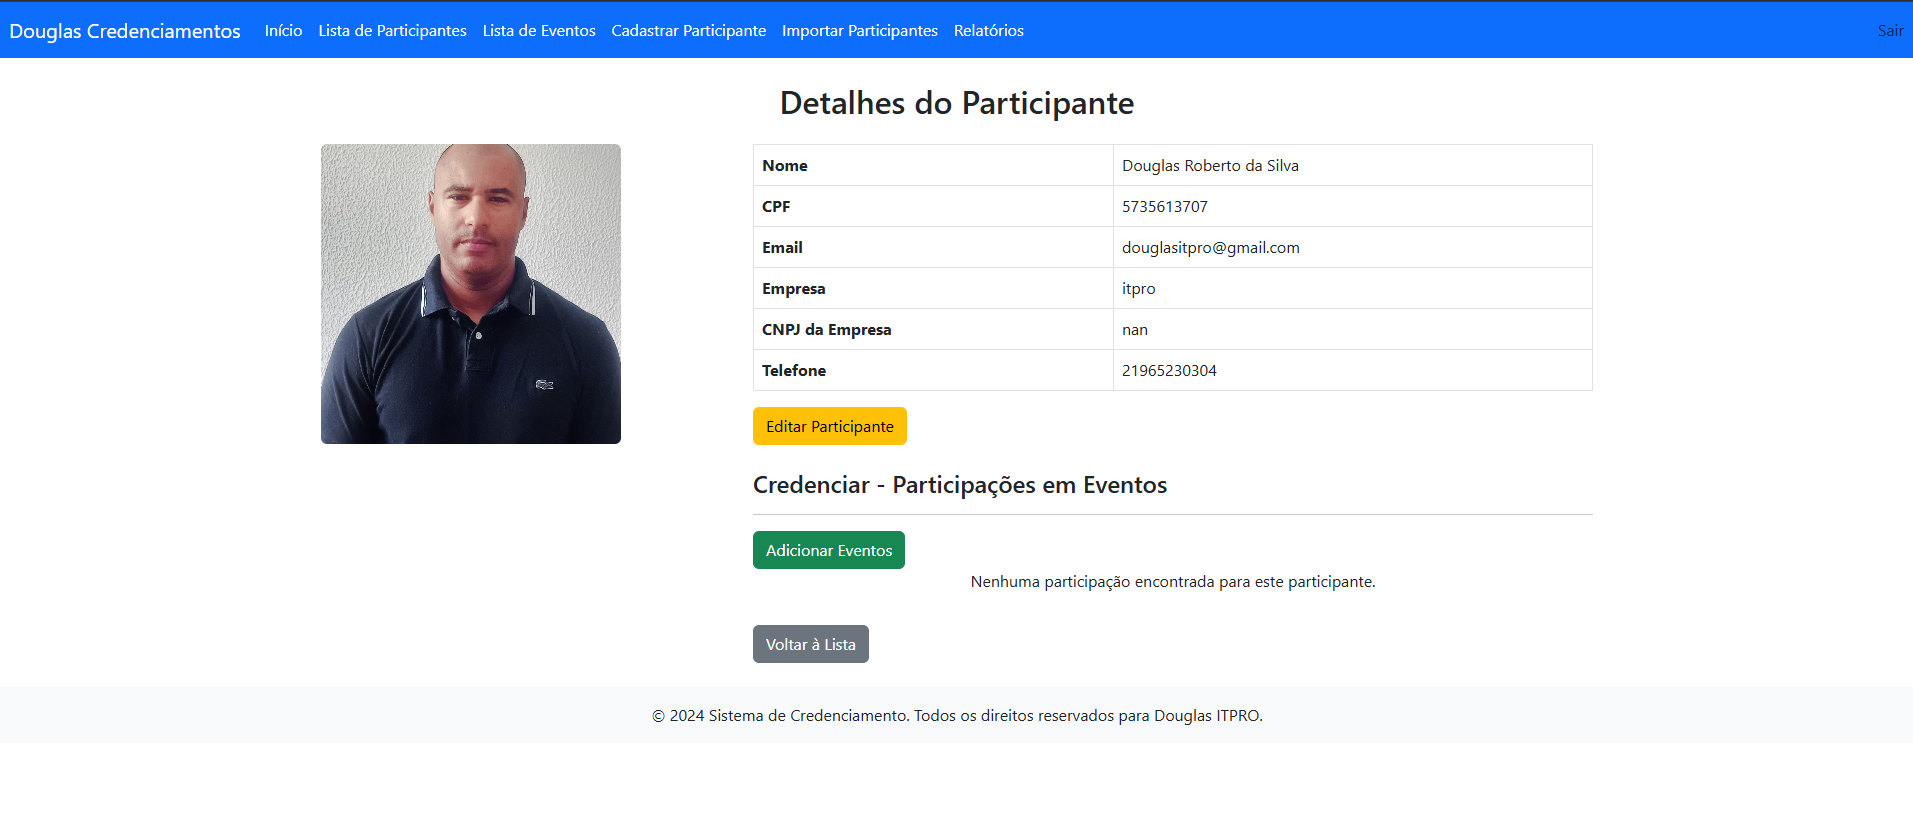 Douglas Credenciamentos Início Lista de Participantes Lista de Eventos Cadastrar Participante Importar Participantes Relatórios Sair
Detalhes do Participante
Nome Douglas Roberto da Silva
CPF 5735613707
Email douglasitpro@gmail.com
Empresa itpro
CNPJ da Empresa nan
Telefone 21965230304
Editar Participante
Credenciar - Participações em Eventos
Adicionar Eventos
Nenhuma participação encontrada para este participante.
Voltar à Lista
© 2024 Sistema de Credenciamento. Todos os direitos reservados para Douglas ITPRO.